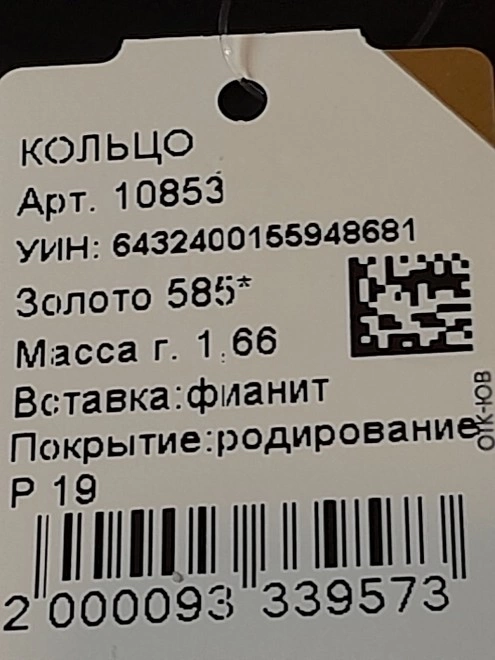 КОЛЬЦО
Арт. 10853
УИН: 6432400155948681
Золото 585*
Масса г. 1.66
Вставка:фианит
Покрытие:родирование
ОТК-ЮВ
Р 19
2 000093 339573